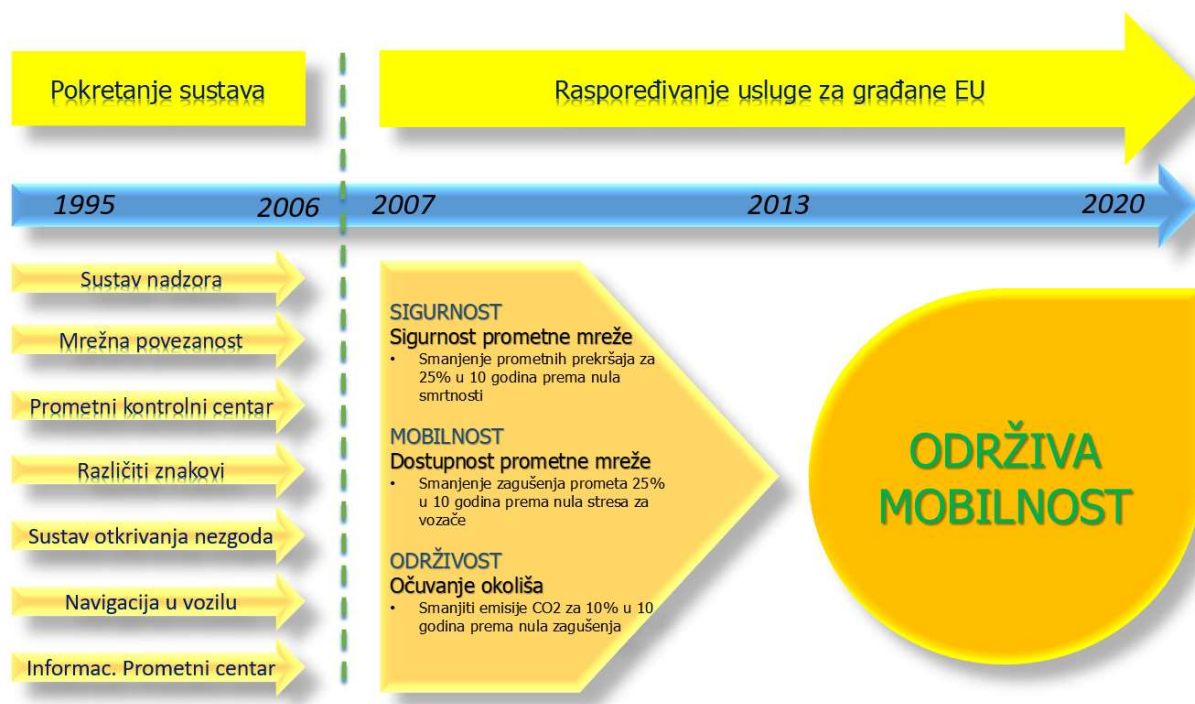 Pokretanje sustava
Raspoređivanje usluge za građane EU
1995
2006
2007
2013
2020
Sustav nadzora
Mrežna povezanost
Prometni kontrolni centar
Različiti znakovi
Sustav otkrivanja nezgoda
Navigacija u vozilu
Informac. Prometni centar
SIGURNOST
Sigurnost prometne mreže
• Smanjenje prometnih prekršaja za
25% u 10 godina prema nula
smrtnosti
MOBILNOST
Dostupnost prometne mreže
• Smanjenje zagušenja prometa 25%
u 10 godina prema nula stresa za
vozače
ODRŽIVOST
Očuvanje okoliša
• Smanjiti emisije CO2 za 10% u 10
godina prema nula zagušenja
ODRŽIVA
MOBILNOST